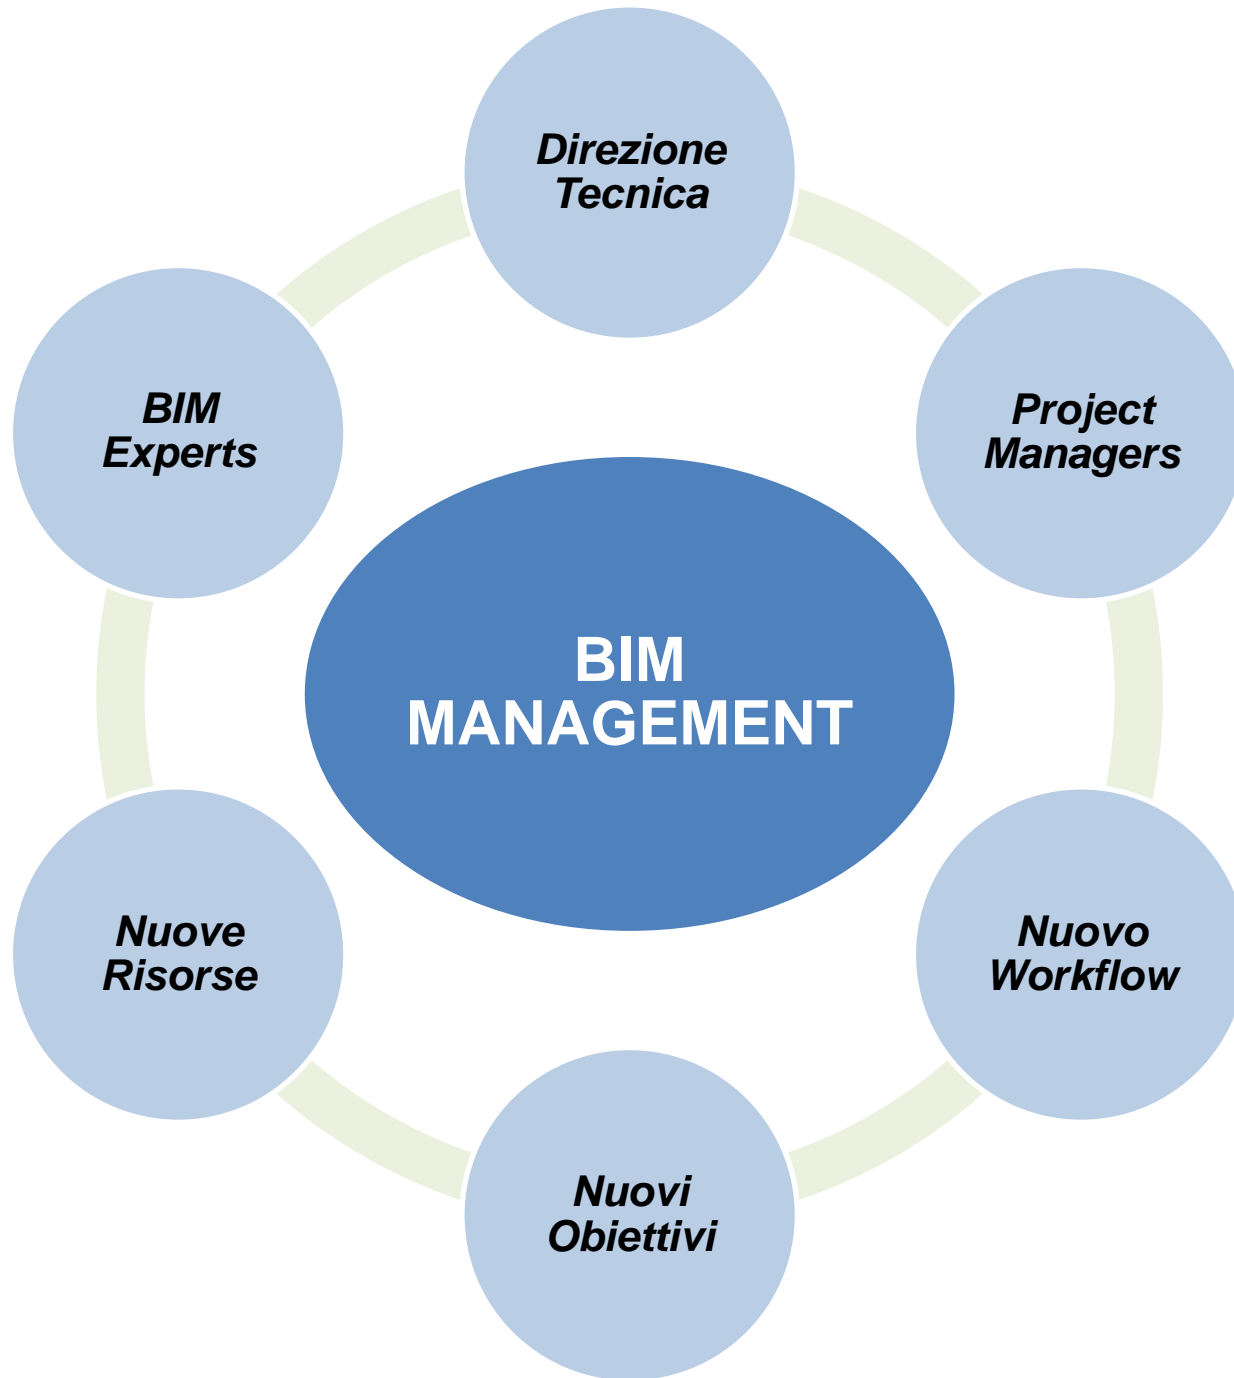 Direzione
Tecnica
BIM
Experts
Project
Managers
BIM
MANAGEMENT
Nuove
Risorse
Nuovo
Workflow
Nuovi
Obiettivi